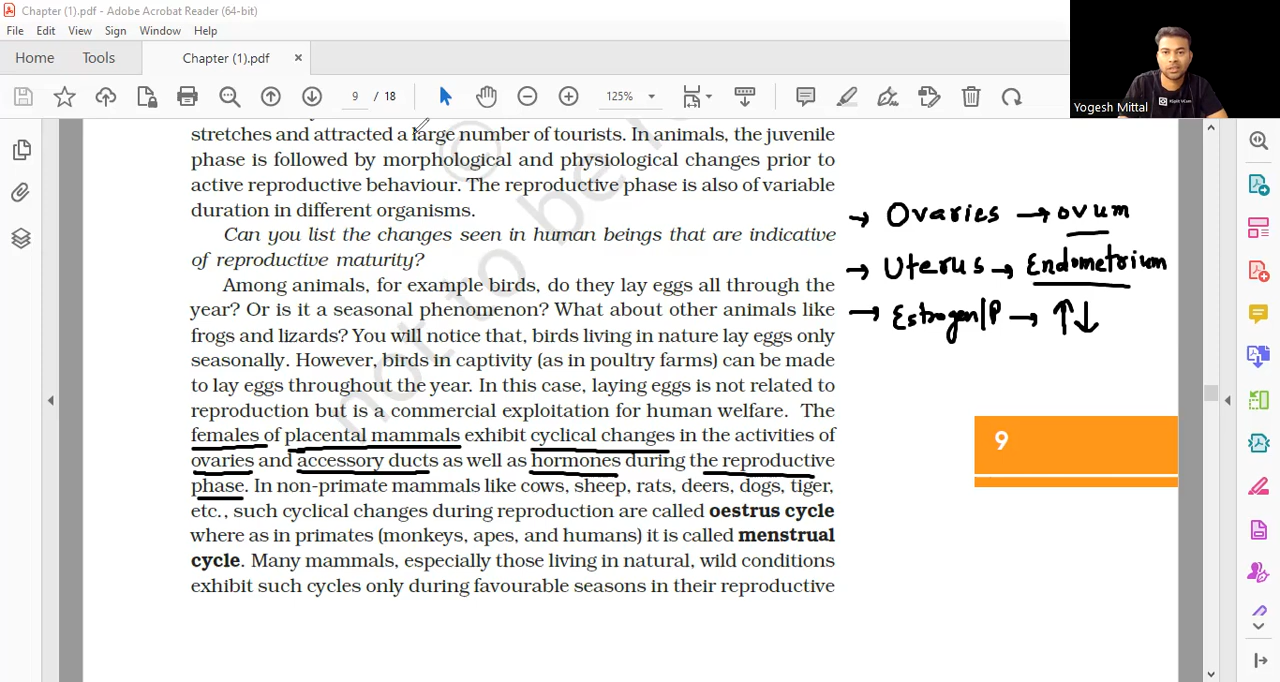 Chapter (1).pdf - Adobe Acrobat Reader (64-bit)
File Edit View Sign Window Help
Home Tools Chapter (1).pdf ×
9 / 18 125%
Yogesh Mittal
stretches and attracted a large number of tourists. In animals, the juvenile
phase is followed by morphological and physiological changes prior to
active reproductive behaviour. The reproductive phase is also of variable
duration in different organisms.
Can you list the changes seen in human beings that are indicative
of reproductive maturity?
Among animals, for example birds, do they lay eggs all through the
year? Or is it a seasonal phenomenon? What about other animals like
frogs and lizards? You will notice that, birds living in nature lay eggs only
seasonally. However, birds in captivity (as in poultry farms) can be made
to lay eggs throughout the year. In this case, laying eggs is not related to
reproduction but is a commercial exploitation for human welfare. The
females of placental mammals exhibit cyclical changes in the activities of
ovaries and accessory ducts as well as hormones during the reproductive
phase. In non-primate mammals like cows, sheep, rats, deers, dogs, tiger,
etc., such cyclical changes during reproduction are called oestrus cycle
where as in primates (monkeys, apes, and humans) it is called menstrual
cycle. Many mammals, especially those living in natural, wild conditions
exhibit such cycles only during favourable seasons in their reproductive
→ Ovaries → ovum
→ Uterus → Endometrium
→ Estrogen/P → ↑↓
9
© not to be